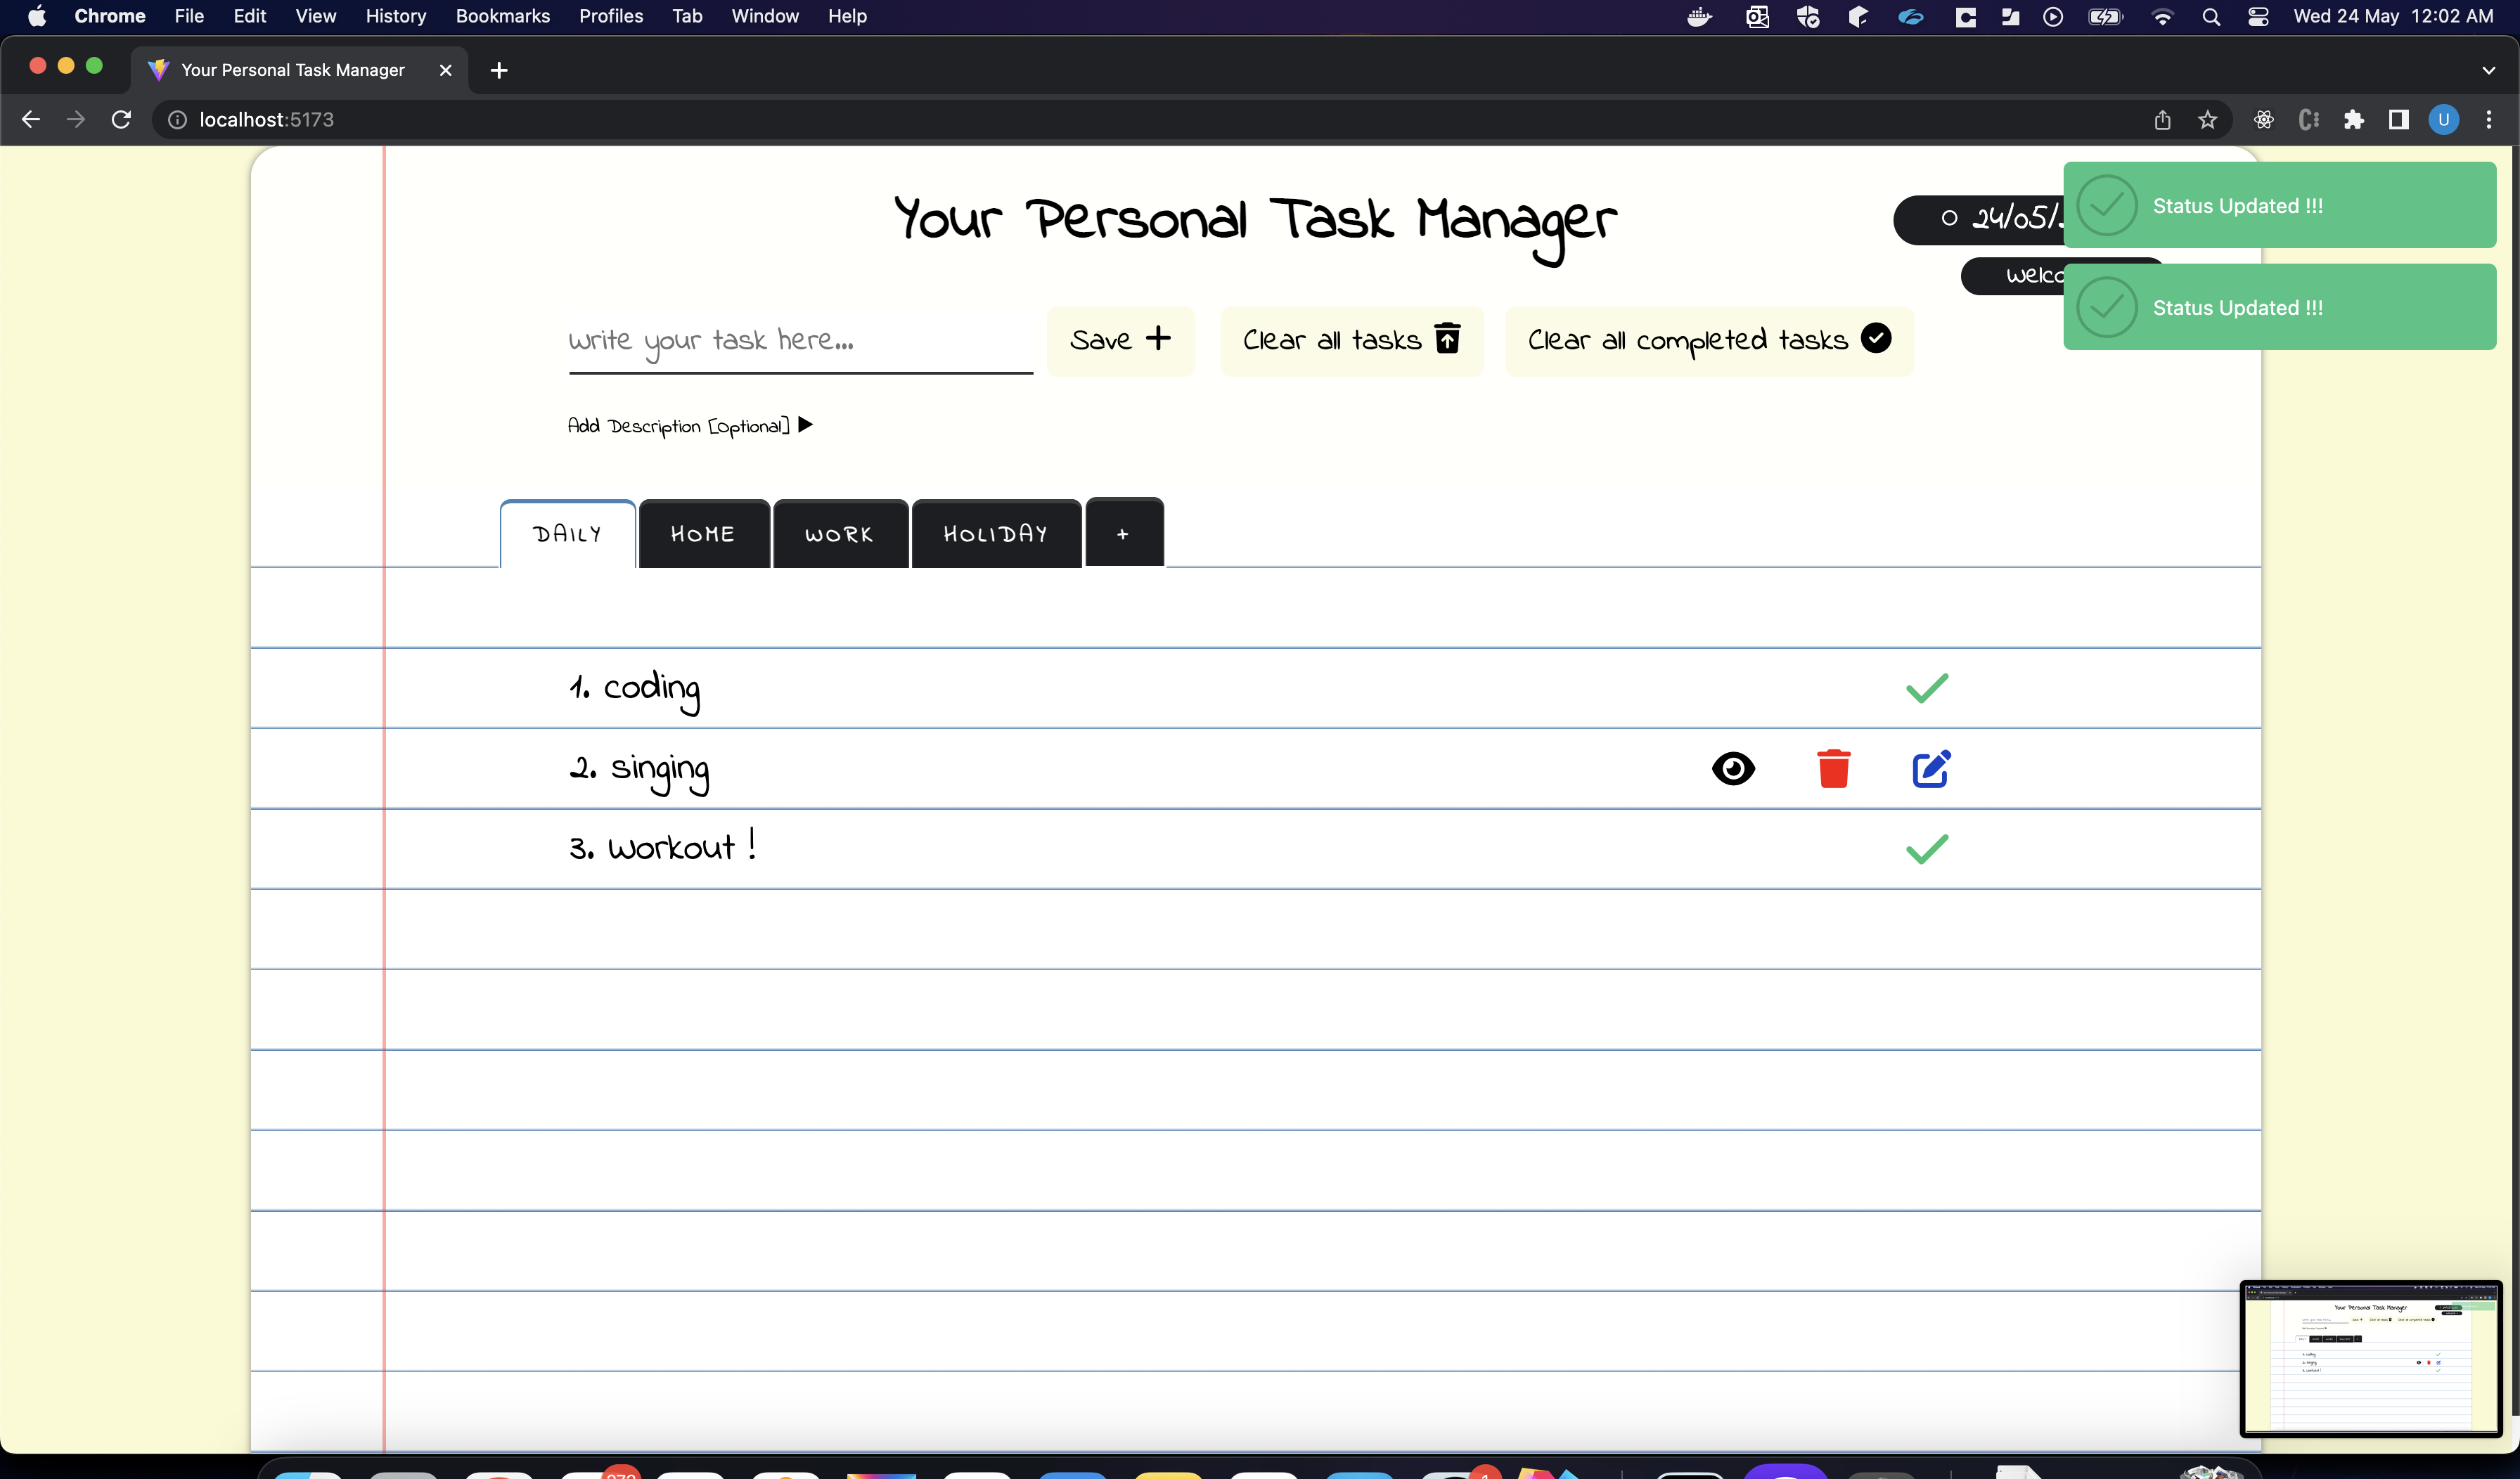 Chrome File Edit View History Bookmarks Profiles Tab Window Help Wed 24 May 12:02 AM
Your Personal Task Manager
localhost:5173 U
Your Personal Task Manager
24/05/
Status Updated !!!
Status Updated !!!
write your task here...
Save +
Clear all tasks
Clear all completed tasks
Add Description [Optional]
DAILY HOME WORK HOLIDAY +
1. coding
2. singing
3. Workout !